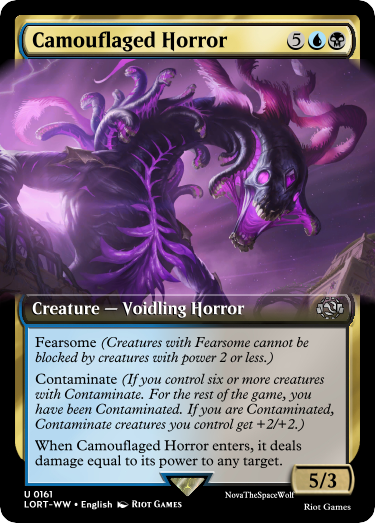 Camouflaged Horror 5
Creature — Voidling Horror
Fearsome (Creatures with Fearsome cannot be
blocked by creatures with power 2 or less.)
Contaminate (If you control six or more creatures
with Contaminate. For the rest of the game, you
have been Contaminated. If you are Contaminated,
Contaminate creatures you control get +2/+2.)
When Camouflaged Horror enters, it deals
damage equal to its power to any target.
5/3
U 0161
LORT-WW • English Riot Games
NovaTheSpaceWolf
Riot Games